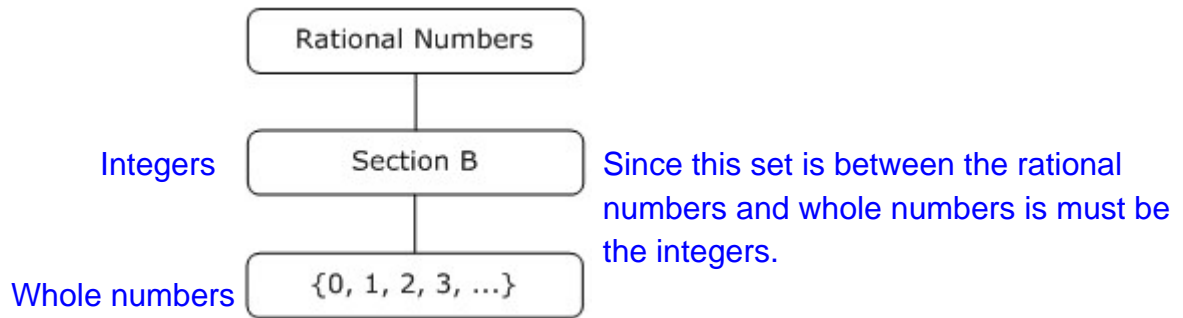 Rational Numbers
Integers
Section B
Since this set is between the rational
numbers and whole numbers is must be
the integers.
Whole numbers
{0, 1, 2, 3, ...}